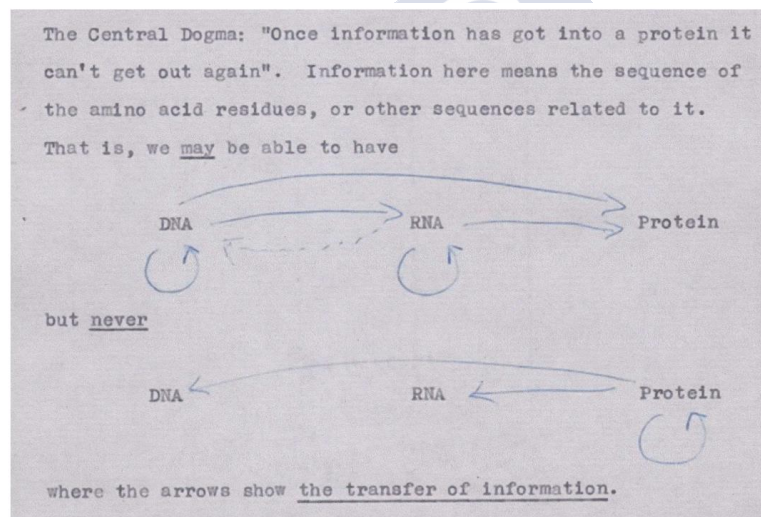 The Central Dogma: "Once information has got into a protein it
can't get out again". Information here means the sequence of
the amino acid residues, or other sequences related to it.
That is, we may be able to have
DNA RNA Protein
but never
DNA RNA Protein
where the arrows show the transfer of information.